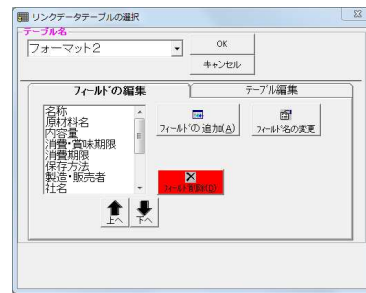 リンクデータテーブルの選択
テーブル名
フォーマット2
OK
キャンセル
フィールドの編集
テーブル編集
名称
原材料名
内容量
消費・賞味期限
消費期限
保存方法
製造・販売者
社名
フィールドの追加(A)
フィールド名の変更
フィールド削除(D)
上へ
下へ